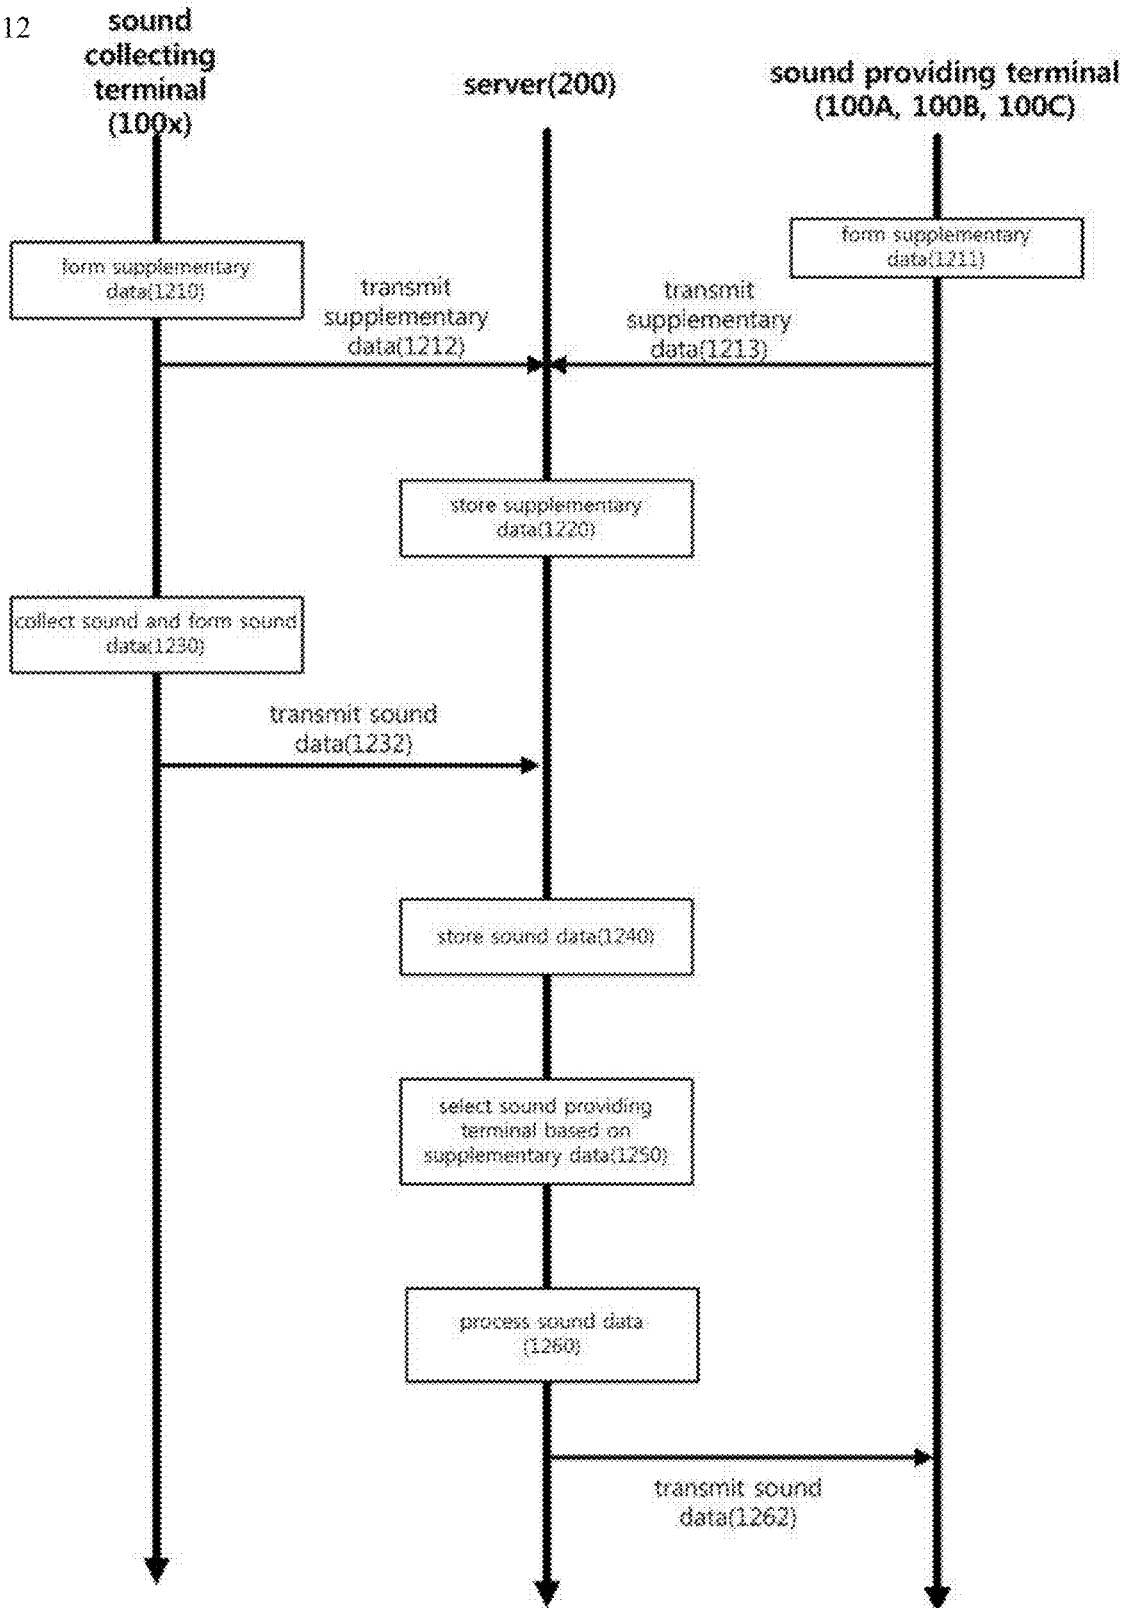 12
sound
collecting
terminal
(100x)
server(200)
sound providing terminal
(100A, 100B, 100C)
form supplementary
data(1210)
form supplementary
data(1211)
transmit
supplementary
data(1212)
transmit
supplementary
data(1213)
store supplementary
data(1220)
collect sound and form sound
data(1230)
transmit sound
data(1232)
store sound data(1240)
select sound providing
terminal based on
supplementary data(1250)
process sound data
(1260)
transmit sound
data(1262)